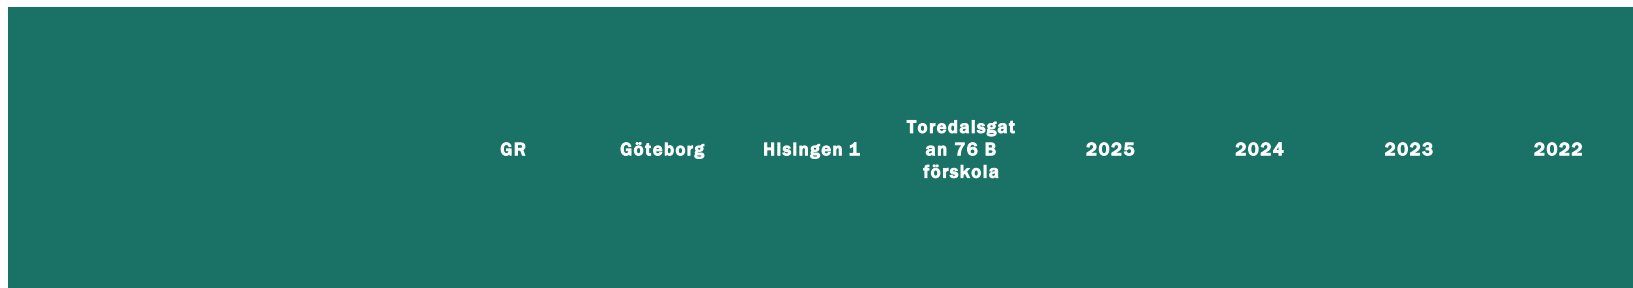 GR
Göteborg
Hisingen 1
Toredalsgat
an 76 B
förskola
2025
2024
2023
2022